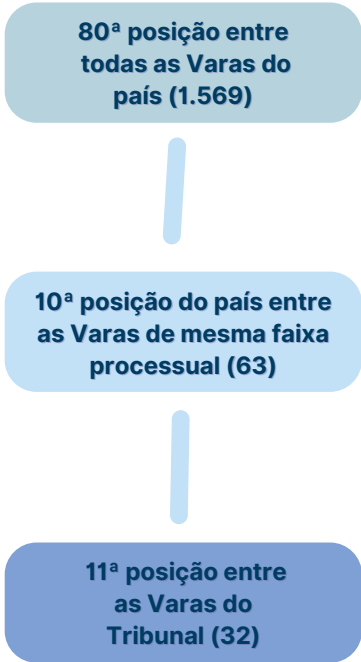 80ª posição entre
todas as Varas do
país (1.569)
10ª posição do país entre
as Varas de mesma faixa
processual (63)
11ª posição entre
as Varas do
Tribunal (32)